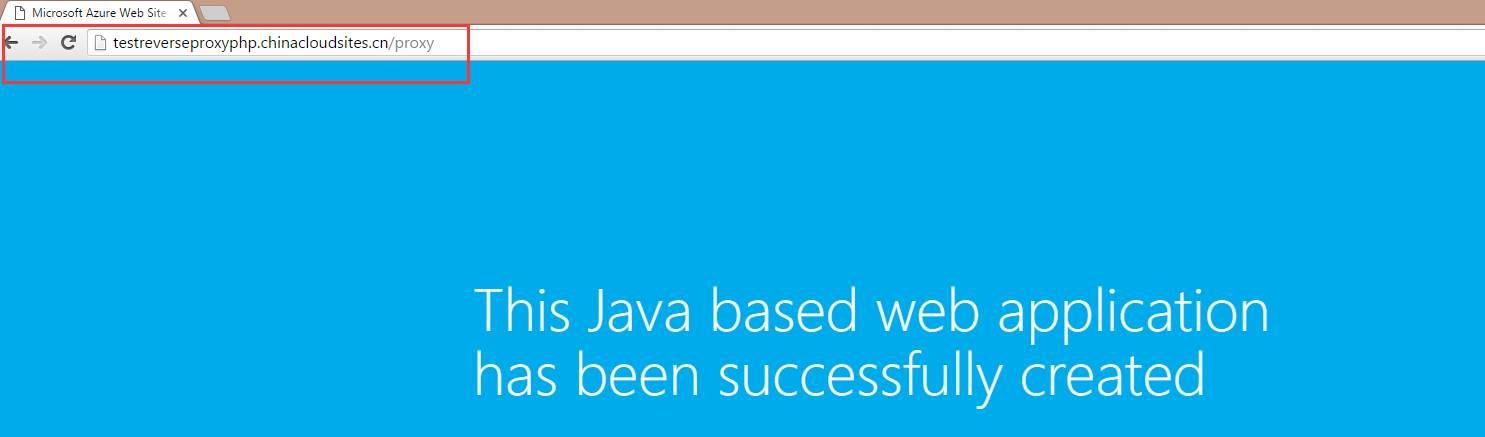 Microsoft Azure Web Site
testreverseproxyphp.chinacloudsites.cn/proxy
This Java based web application
has been successfully created